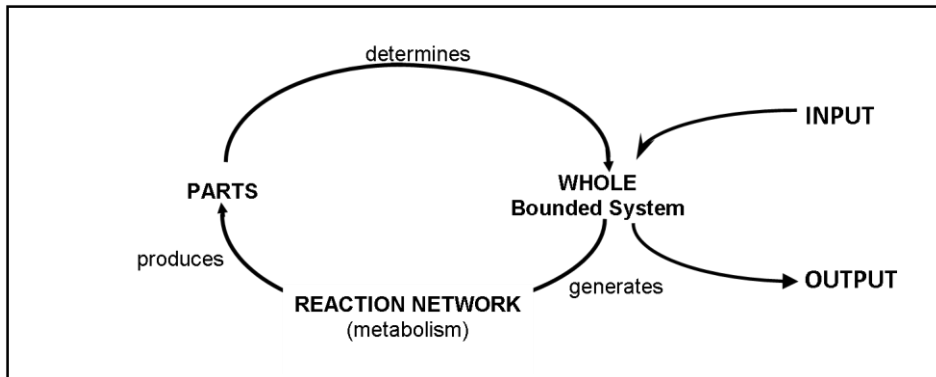 determines
INPUT
PARTS
WHOLE
Bounded System
produces
generates
OUTPUT
REACTION NETWORK
(metabolism)